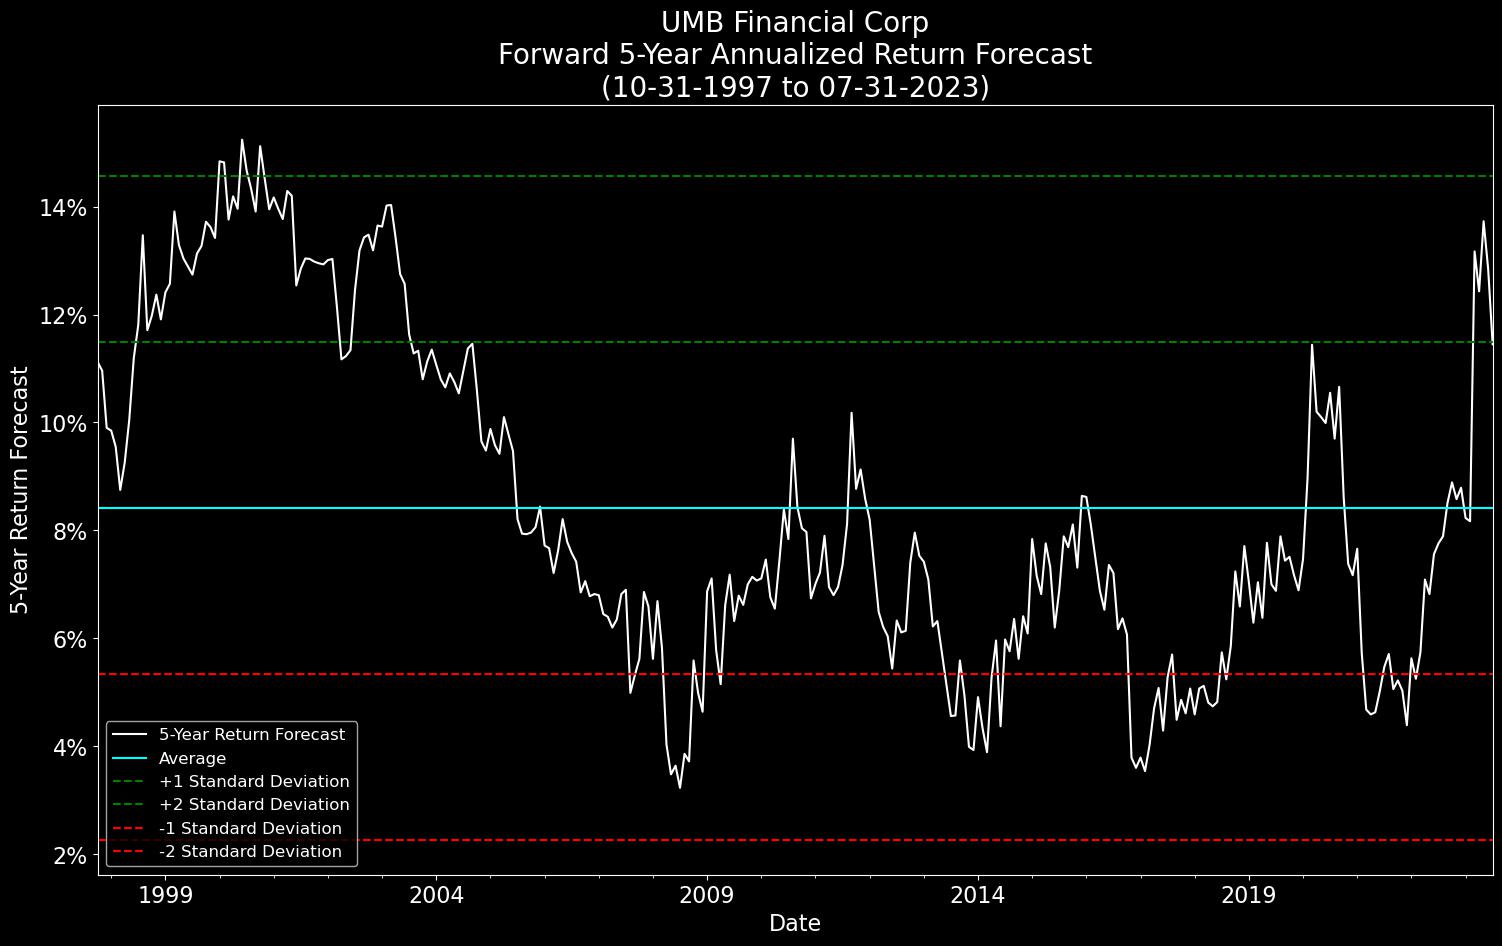 UMB Financial Corp
Forward 5-Year Annualized Return Forecast
(10-31-1997 to 07-31-2023)
14%
12%
10%
8%
6%
4%
2%
5-Year Return Forecast
5-Year Return Forecast
Average
+1 Standard Deviation
+2 Standard Deviation
-1 Standard Deviation
-2 Standard Deviation
1999 2004 2009 2014 2019
Date